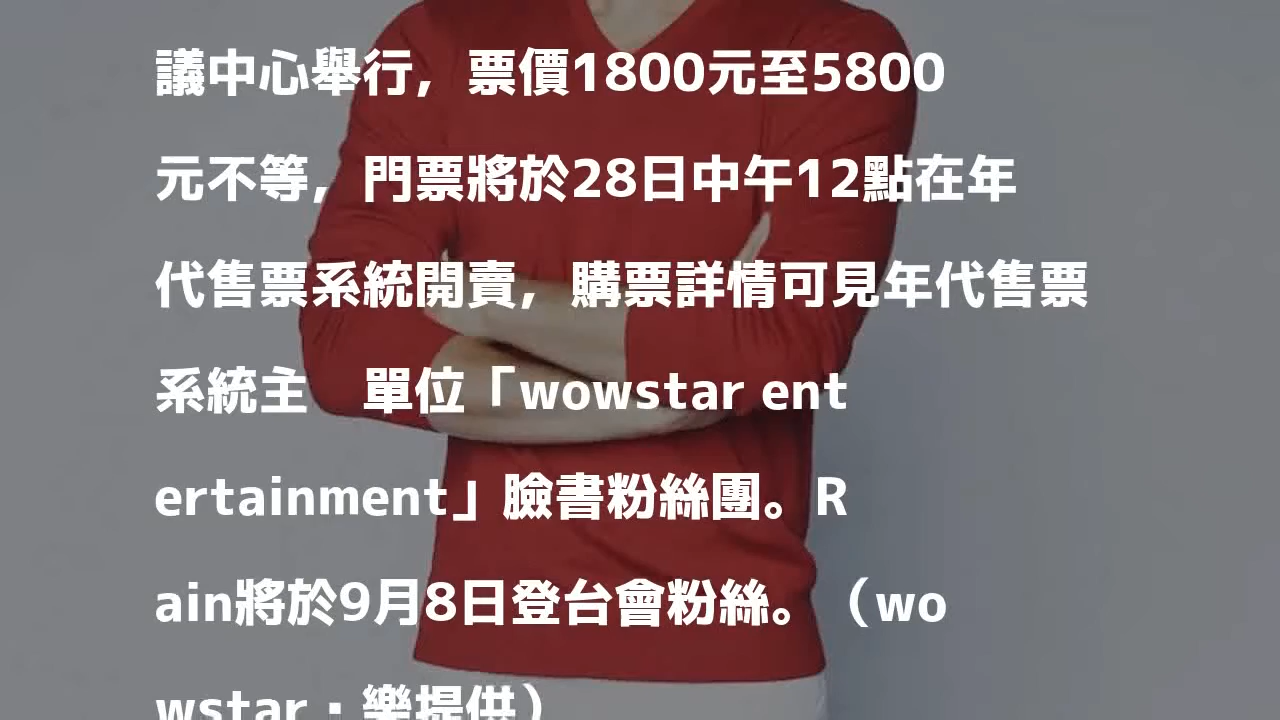 議中心舉行，票價1800元至5800
元不等，門票將於28日中午12點在年
代售票系統開賣，購票詳情可見年代售票
系統主　單位「wowstar ent
ertainment」臉書粉絲團。R
ain將於9月8日登台會粉絲。（wo
wstar．樂提供）